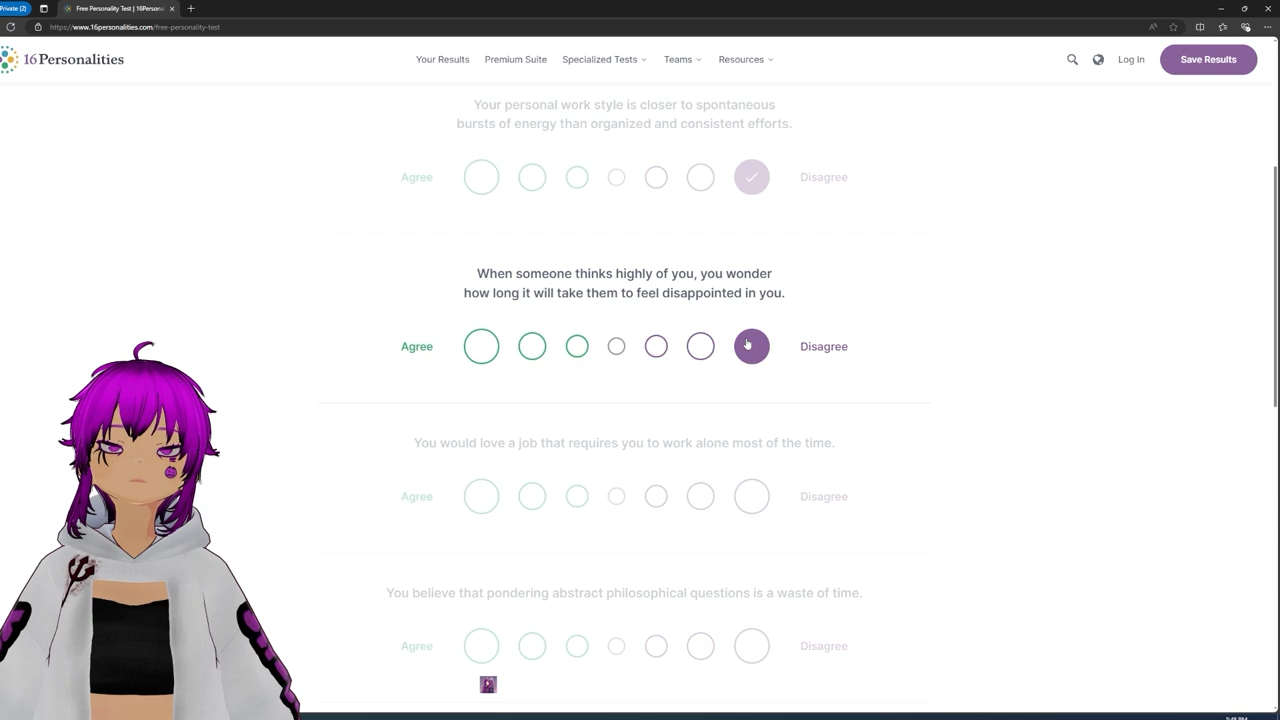 Private (2)
Free Personality Test | 16Person
https://www.16personalities.com/free-personality-test
16Personalities
Your Results
Premium Suite
Specialized Tests
Teams
Resources
Log In
Save Results
Your personal work style is closer to spontaneous
bursts of energy than organized and consistent efforts.
Agree
Disagree
When someone thinks highly of you, you wonder
how long it will take them to feel disappointed in you.
Agree
Disagree
You would love a job that requires you to work alone most of the time.
Agree
Disagree
You believe that pondering abstract philosophical questions is a waste of time.
Agree
Disagree